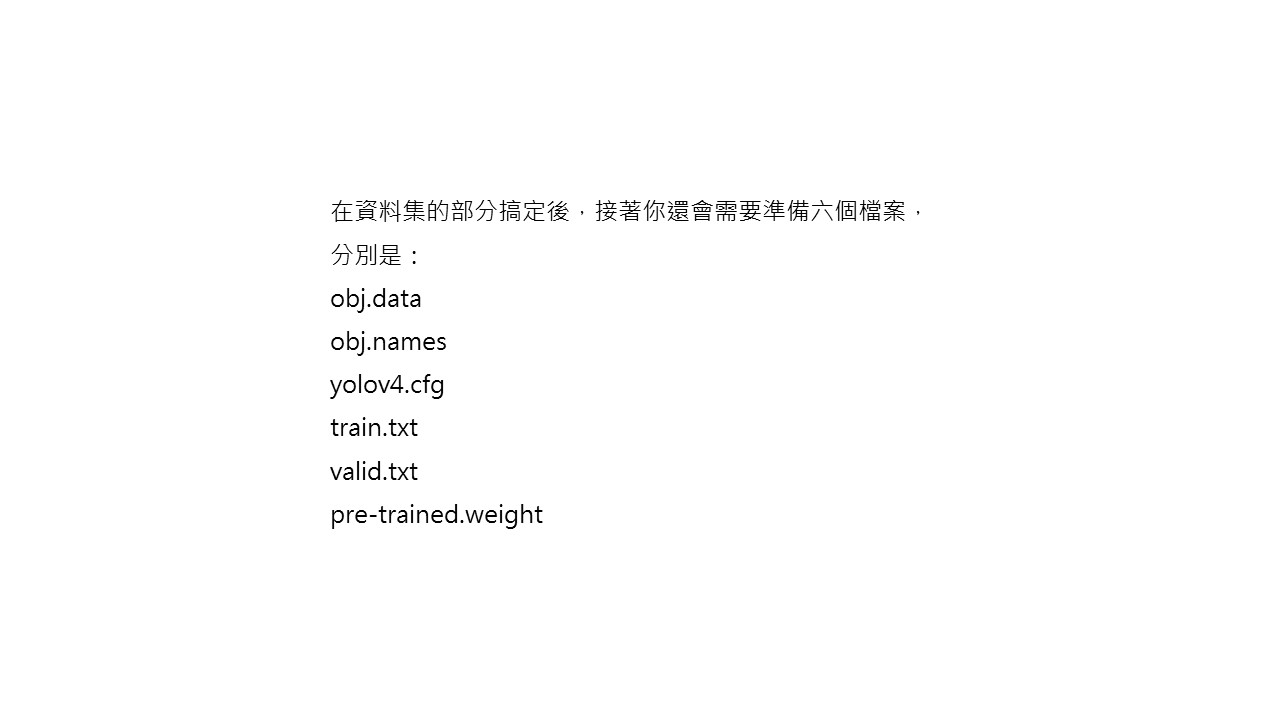 在資料集的部分搞定後，接著你還會需要準備六個檔案，
分別是：
obj.data
obj.names
yolov4.cfg
train.txt
valid.txt
pre-trained.weight